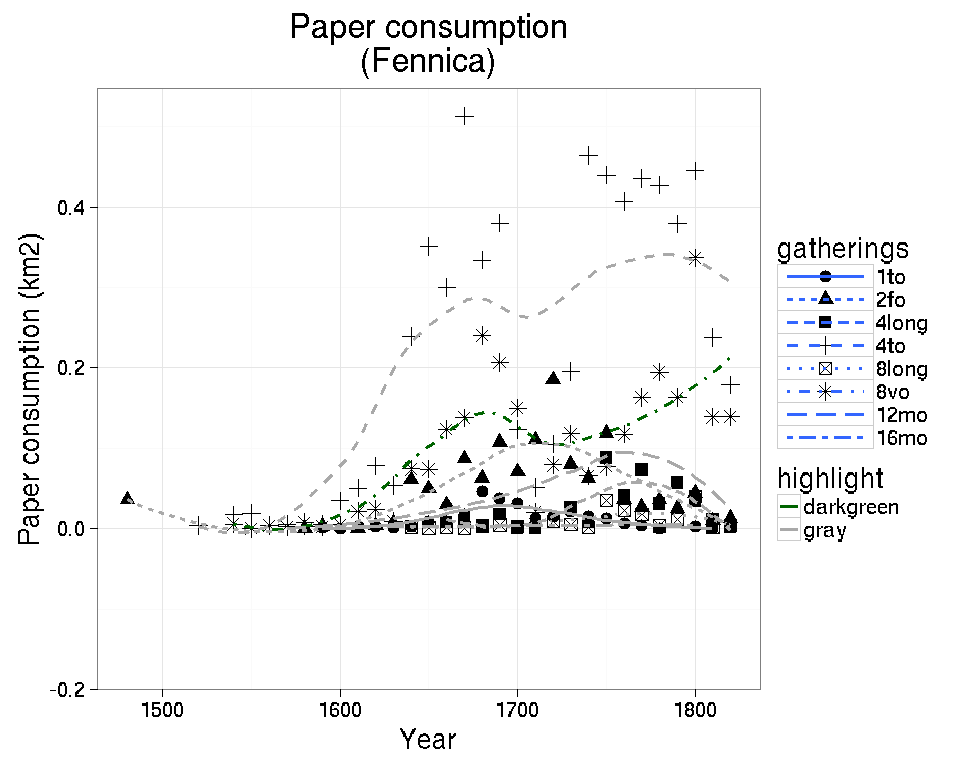 Paper consumption
(Fennica)
Paper consumption (km2)
0.4
0.2
0.0
-0.2
1500
1600
1700
1800
Year
gatherings
1to
2fo
4long
4to
8long
8vo
12mo
16mo
highlight
darkgreen
gray